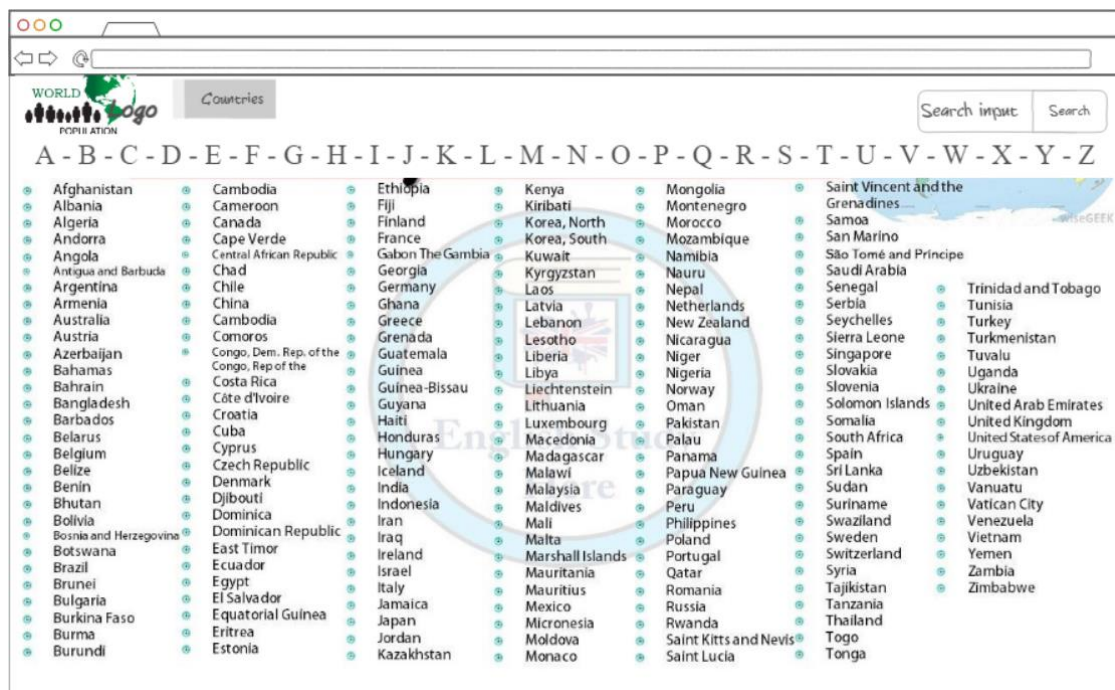 WORLD
Logo
POPULATION
Countries
Search input
Search
A - B - C - D - E - F - G - H - I - J - K - L - M - N - O - P - Q - R - S - T - U - V - W - X - Y - Z
Afghanistan
Albania
Algeria
Andorra
Angola
Antigua and Barbuda
Argentina
Armenia
Australia
Austria
Azerbaijan
Bahamas
Bahrain
Bangladesh
Barbados
Belarus
Belgium
Belize
Benin
Bhutan
Bolivia
Bosnia and Herzegovina
Botswana
Brazil
Brunei
Bulgaria
Burkina Faso
Burma
Burundi
Cambodia
Cameroon
Canada
Cape Verde
Central African Republic
Chad
Chile
China
Cambodia
Comoros
Congo, Dem. Rep. of the
Congo, Rep of the
Costa Rica
Côte d'Ivoire
Croatia
Cuba
Cyprus
Czech Republic
Denmark
Djibouti
Dominica
Dominican Republic
East Timor
Ecuador
Egypt
El Salvador
Equatorial Guinea
Eritrea
Estonia
Ethiopia
Fiji
Finland
France
Gabon The Gambia
Georgia
Germany
Ghana
Greece
Grenada
Guatemala
Guinea
Guinea-Bissau
Guyana
Haiti
Honduras
Hungary
Iceland
India
Indonesia
Iran
Iraq
Ireland
Israel
Italy
Jamaica
Japan
Jordan
Kazakhstan
Kenya
Kiribati
Korea, North
Korea, South
Kuwait
Kyrgyzstan
Laos
Latvia
Lebanon
Lesotho
Liberia
Libya
Liechtenstein
Lithuania
Luxembourg
Macedonia
Madagascar
Malawi
Malaysia
Maldives
Mali
Malta
Marshall Islands
Mauritania
Mauritius
Mexico
Micronesia
Moldova
Monaco
Mongolia
Montenegro
Morocco
Mozambique
Namibia
Nauru
Nepal
Netherlands
New Zealand
Nicaragua
Niger
Nigeria
Norway
Oman
Pakistan
Palau
Panama
Papua New Guinea
Paraguay
Peru
Philippines
Poland
Portugal
Qatar
Romania
Russia
Rwanda
Saint Kitts and Nevis
Saint Lucia
Saint Vincent and the
Grenadines
Samoa
San Marino
São Tomé and Príncipe
Saudi Arabia
Senegal
Serbia
Seychelles
Sierra Leone
Singapore
Slovakia
Slovenia
Solomon Islands
Somalia
South Africa
Spain
Sri Lanka
Sudan
Suriname
Swaziland
Sweden
Switzerland
Syria
Tajikistan
Tanzania
Thailand
Togo
Tonga
wiseGEEK
Trinidad and Tobago
Tunisia
Turkey
Turkmenistan
Tuvalu
Uganda
Ukraine
United Arab Emirates
United Kingdom
United States of America
Uruguay
Uzbekistan
Vanuatu
Vatican City
Venezuela
Vietnam
Yemen
Zambia
Zimbabwe